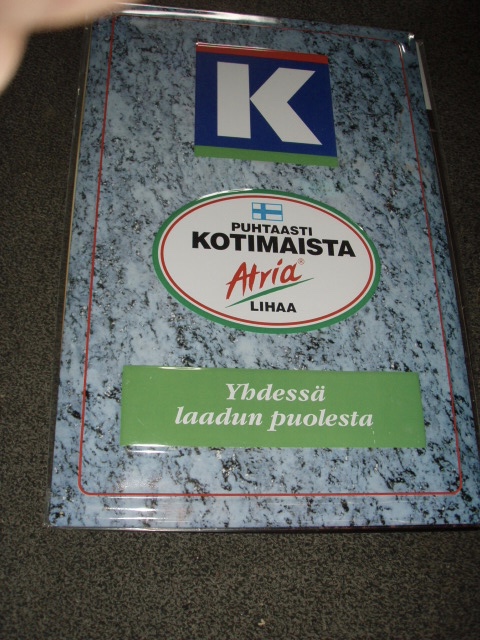 K
PUHTAASTI
KOTIMAISTA
Atria®
LIHAA
Yhdessä
laadun puolesta